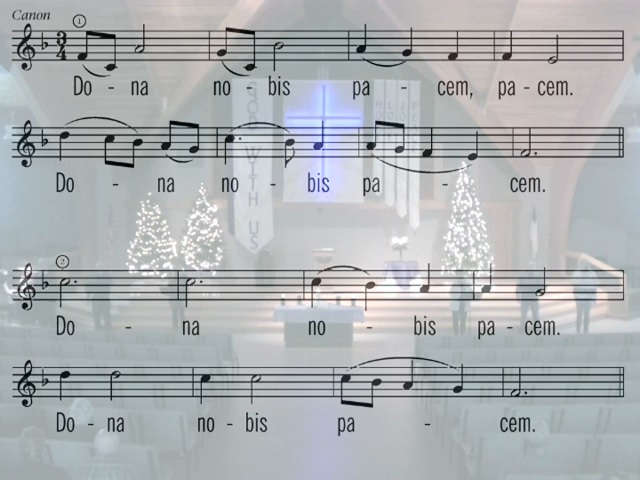 Canon
1
Do - na no - bis pa - cem, pa - cem.
Do - na no - bis pa - cem.
GOD WITH US
2
Do - na no - bis pa - cem.
Do - na no - bis pa - cem.